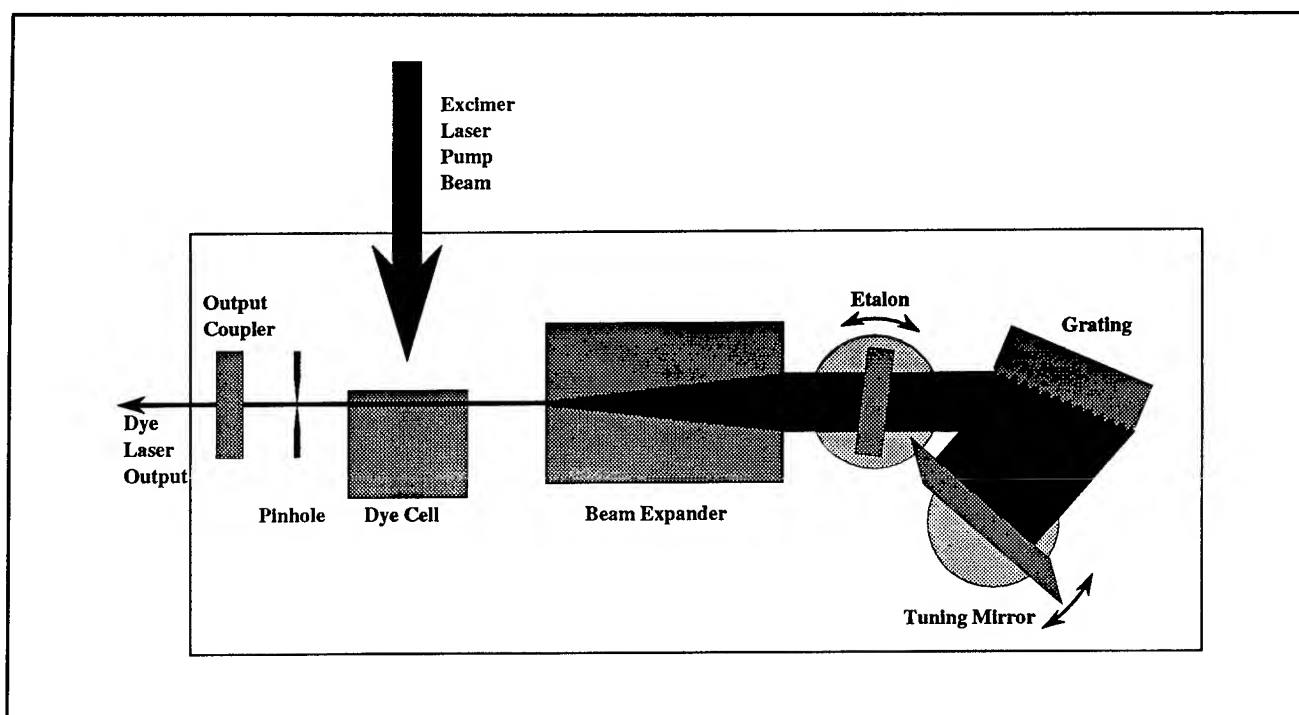 Excimer
Laser
Pump
Beam
Output
Coupler
Etalon
Grating
Dye
Laser
Output
Pinhole
Dye Cell
Beam Expander
Tuning Mirror